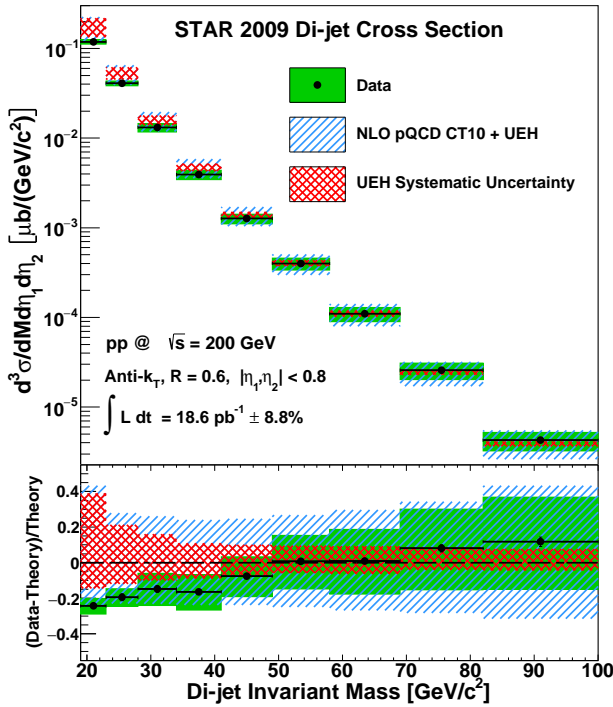 STAR 2009 Di-jet Cross Section
Data
NLO pQCD CT10 + UEH
UEH Systematic Uncertainty
d³σ/dMdη₁dη₂ [μb/(GeV/c²)]
10⁻¹
10⁻²
10⁻³
10⁻⁴
10⁻⁵
pp @ √s = 200 GeV
Anti-k_T, R = 0.6, |η₁,η₂| < 0.8
∫ L dt = 18.6 pb⁻¹ ± 8.8%
(Data-Theory)/Theory
0.4
0.2
0
−0.2
−0.4
20 30 40 50 60 70 80 90 100
Di-jet Invariant Mass [GeV/c²]